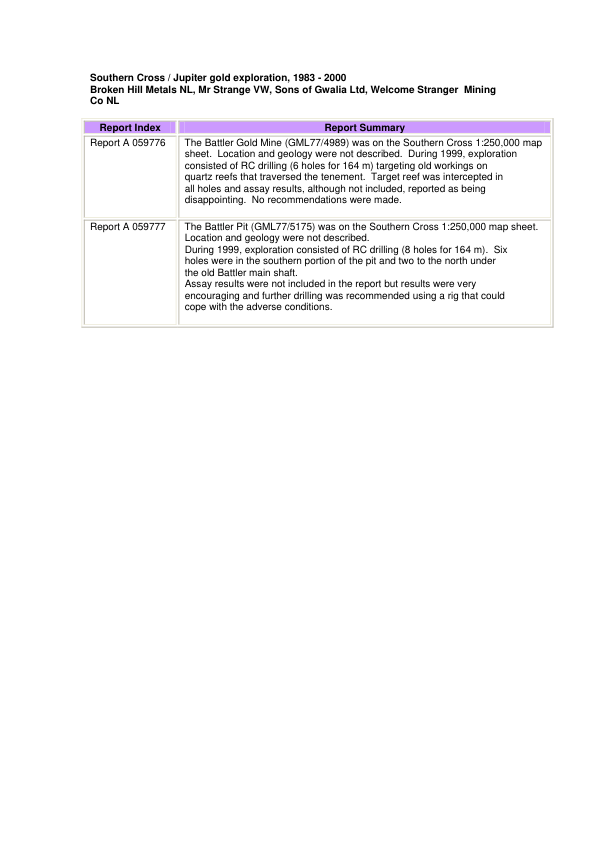 Southern Cross / Jupiter gold exploration, 1983 - 2000
Broken Hill Metals NL, Mr Strange VW, Sons of Gwalia Ltd, Welcome Stranger  Mining
Co NL
Report Index
Report Summary
Report A 059776
The Battler Gold Mine (GML77/4989) was on the Southern Cross 1:250,000 map
sheet.  Location and geology were not described.  During 1999, exploration
consisted of RC drilling (6 holes for 164 m) targeting old workings on
quartz reefs that traversed the tenement.  Target reef was intercepted in
all holes and assay results, although not included, reported as being
disappointing.  No recommendations were made.
Report A 059777
The Battler Pit (GML77/5175) was on the Southern Cross 1:250,000 map sheet.
Location and geology were not described.
During 1999, exploration consisted of RC drilling (8 holes for 164 m).  Six
holes were in the southern portion of the pit and two to the north under
the old Battler main shaft.
Assay results were not included in the report but results were very
encouraging and further drilling was recommended using a rig that could
cope with the adverse conditions.